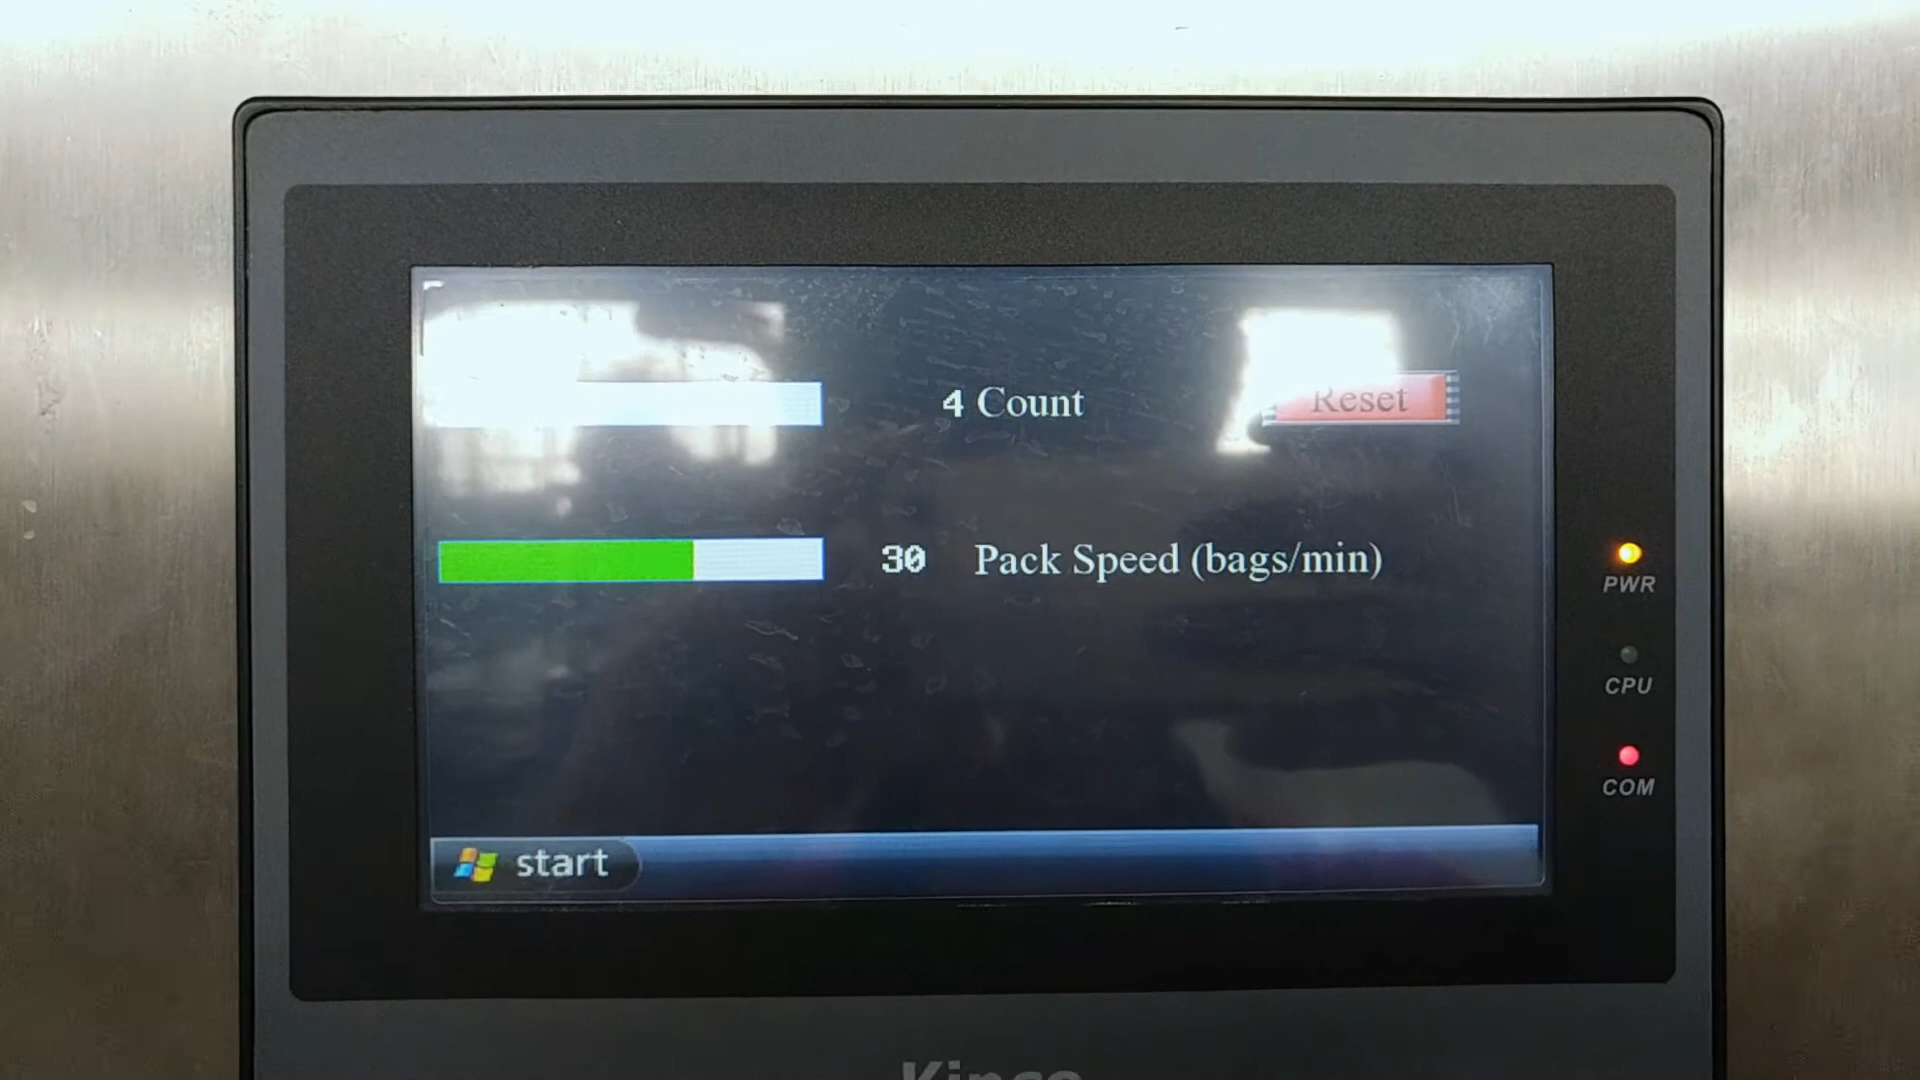 4 Count
Reset
30 Pack Speed (bags/min)
PWR
CPU
COM
start
Kinco